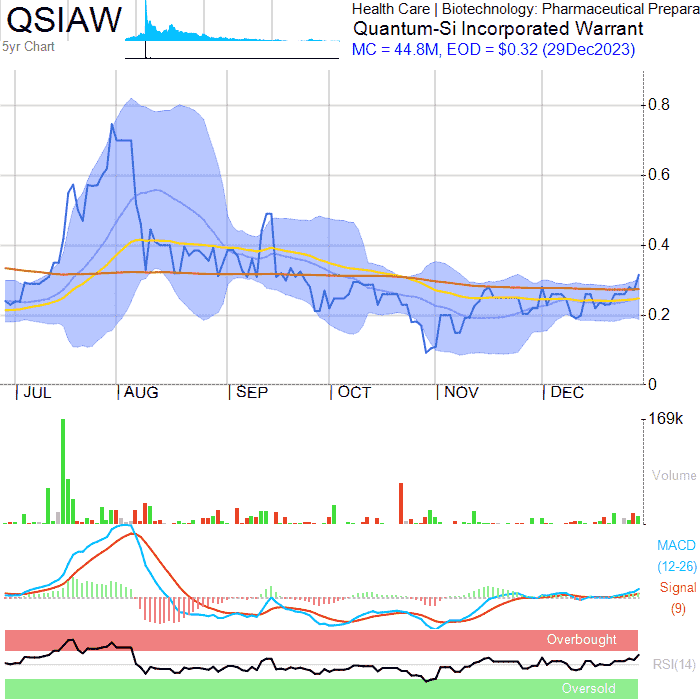 QSIAW
5yr Chart
Health Care | Biotechnology: Pharmaceutical Prepara
Quantum-Si Incorporated Warrant
MC = 44.8M, EOD = $0.32 (29Dec2023)
0.8
0.6
0.4
0.2
0
JUL AUG SEP OCT NOV DEC
169k
Volume
MACD
(12-26)
Signal
(9)
Overbought
RSI(14)
Oversold